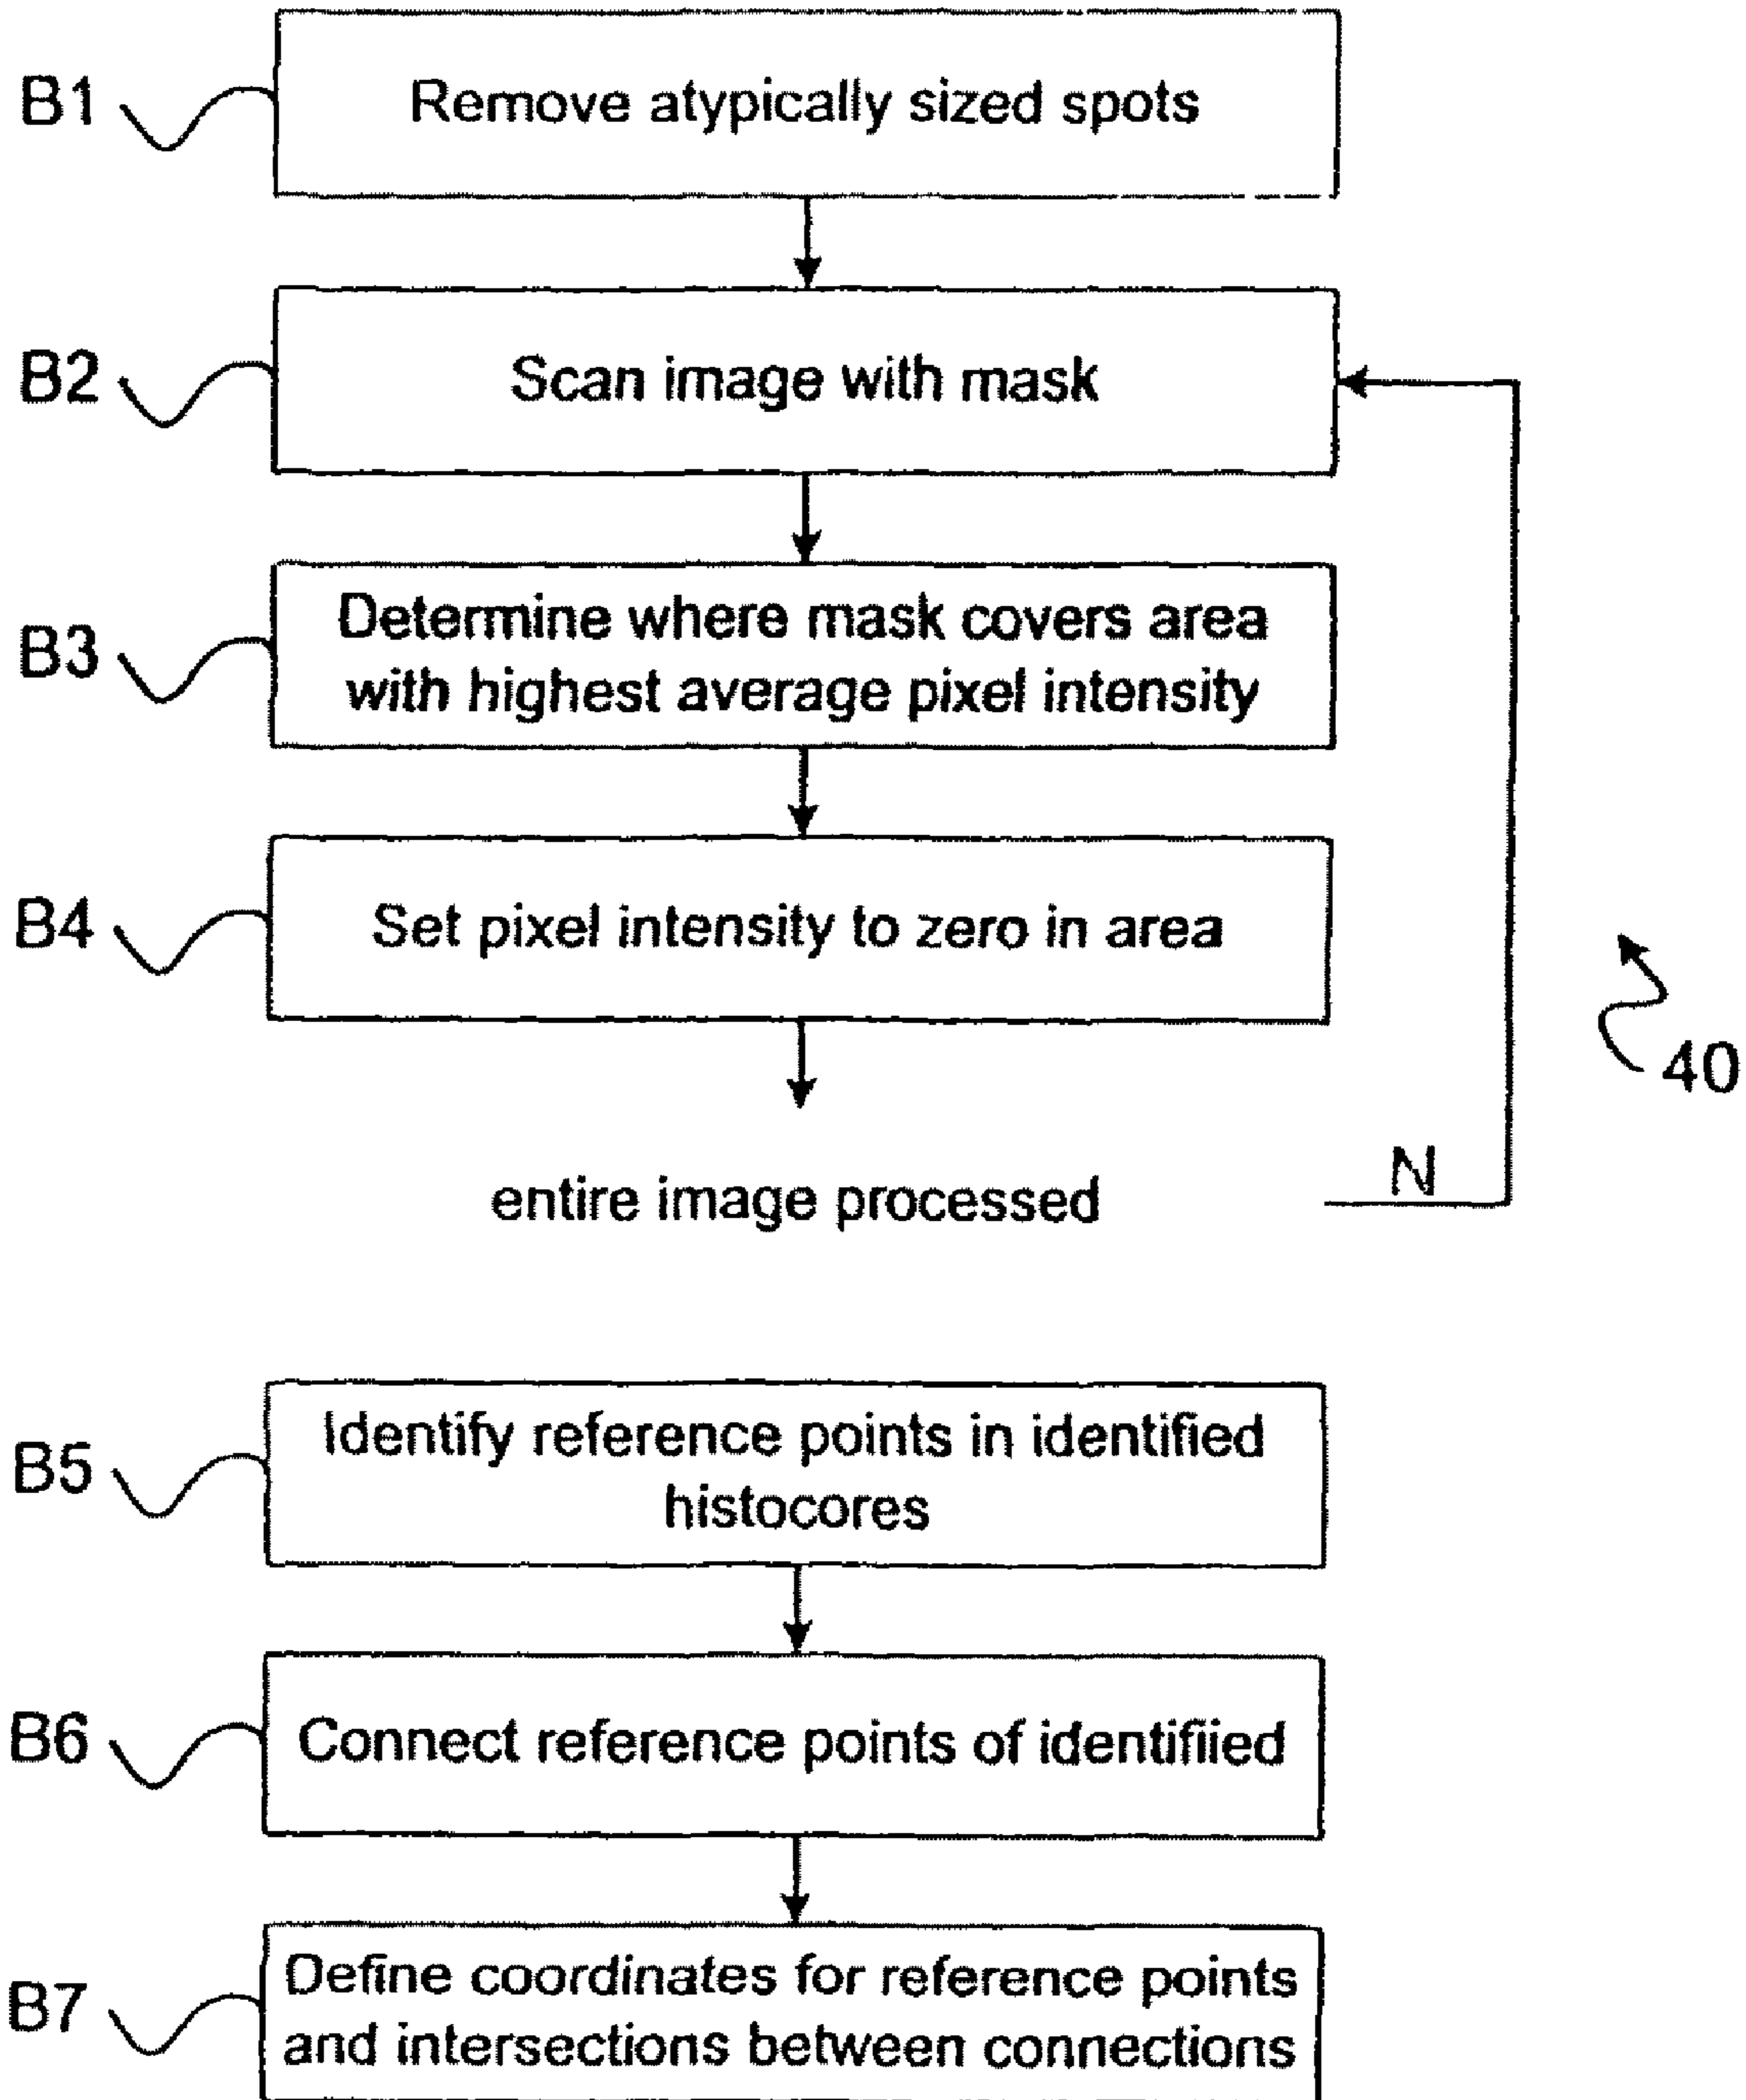 B1
Remove atypically sized spots
B2
Scan image with mask
B3
Determine where mask covers area
with highest average pixel intensity
B4
Set pixel intensity to zero in area
40
entire image processed
N
B5
Identify reference points in identified
histocores
B6
Connect reference points of identifiied
B7
Define coordinates for reference points
and intersections between connections